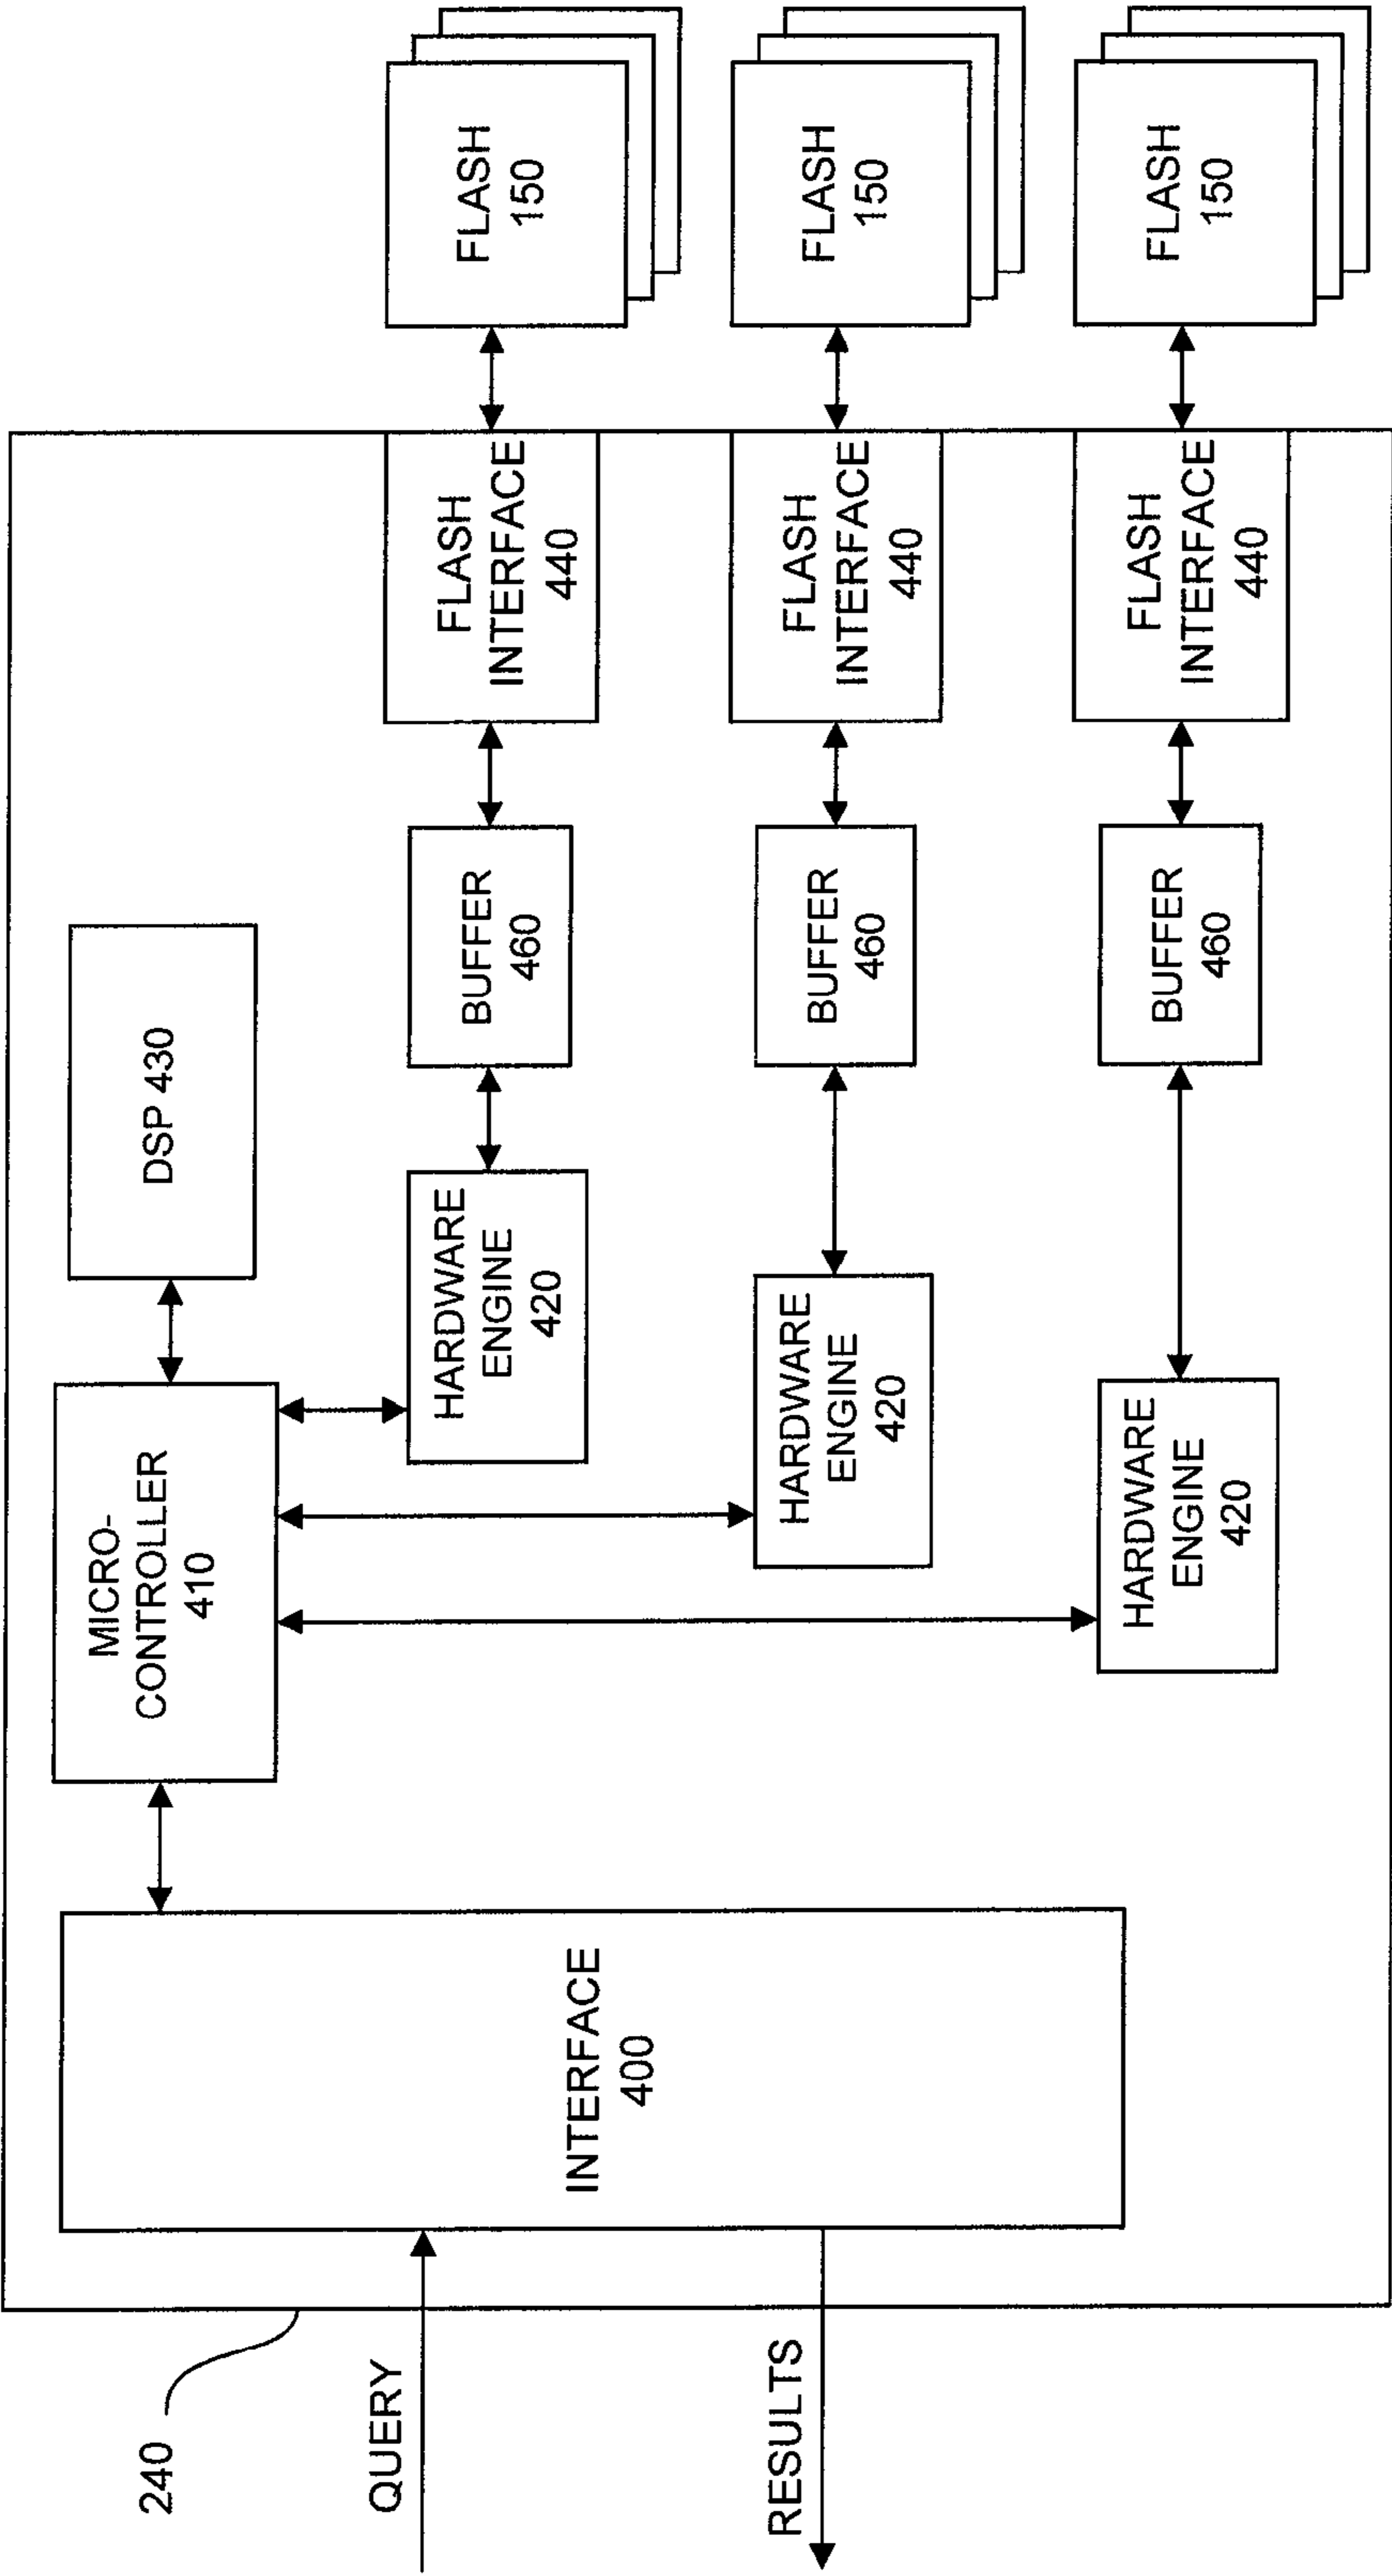 240
QUERY
RESULTS
INTERFACE
400
MICRO-
CONTROLLER
410
DSP 430
HARDWARE
ENGINE
420
BUFFER
460
FLASH
INTERFACE
440
FLASH
150
HARDWARE
ENGINE
420
BUFFER
460
FLASH
INTERFACE
440
FLASH
150
HARDWARE
ENGINE
420
BUFFER
460
FLASH
INTERFACE
440
FLASH
150